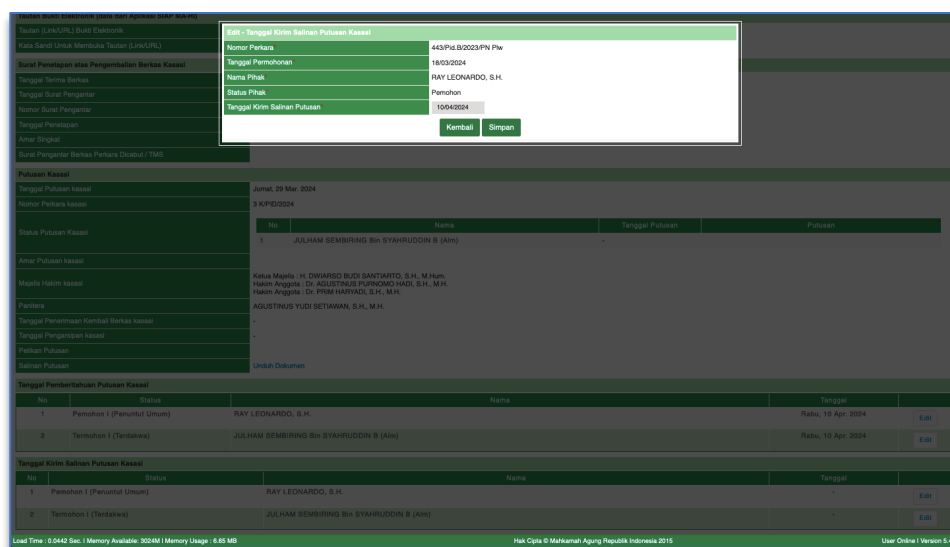 Tautan Bukti Elektronik (data dari Aplikasi SIAP MA-RI)
Tautan (Link/URL) Bukti Elektronik
Kata Sandi Untuk Membuka Tautan (Link/URL)
Edit - Tanggal Kirim Salinan Putusan Kasasi
Nomor Perkara* 443/Pid.B/2023/PN Plw
Tanggal Permohonan* 18/03/2024
Nama Pihak* RAY LEONARDO, S.H.
Status Pihak* Pemohon
Tanggal Kirim Salinan Putusan* 10/04/2024
Kembali Simpan
Surat Penetapan atas Pengembalian Berkas Kasasi
Tanggal Terima Berkas
Tanggal Surat Pengantar
Nomor Surat Pengantar
Tanggal Penetapan
Amar Singkat
Surat Pengantar Berkas Perkara Dicabut / TMS
Putusan Kasasi
Tanggal Putusan kasasi Jumat, 29 Mar. 2024
Nomor Perkara kasasi 3 K/PID/2024
Status Putusan Kasasi
No Nama Tanggal Putusan Putusan
1 JULHAM SEMBIRING Bin SYAHRUDDIN B (Alm) -
Amar Putusan kasasi
Majelis Hakim kasasi
Ketua Majelis : H. DWIARSO BUDI SANTIARTO, S.H., M.Hum.
Hakim Anggota : Dr. AGUSTINUS PURNOMO HADI, S.H., M.H.
Hakim Anggota : Dr. PRIM HARYADI, S.H., M.H.
Panitera AGUSTINUS YUDI SETIAWAN, S.H., M.H.
Tanggal Penerimaan Kembali Berkas kasasi -
Tanggal Pengarsipan kasasi -
Petikan Putusan
Salinan Putusan Unduh Dokumen
Tanggal Pemberitahuan Putusan Kasasi
No Status Nama Tanggal
1 Pemohon I (Penuntut Umum) RAY LEONARDO, S.H. Rabu, 10 Apr. 2024 Edit
2 Termohon I (Terdakwa) JULHAM SEMBIRING Bin SYAHRUDDIN B (Alm) Rabu, 10 Apr. 2024 Edit
Tanggal Kirim Salinan Putusan Kasasi
No Status Nama Tanggal
1 Pemohon I (Penuntut Umum) RAY LEONARDO, S.H. - Edit
2 Termohon I (Terdakwa) JULHAM SEMBIRING Bin SYAHRUDDIN B (Alm) - Edit
Load Time : 0.0442 Sec. I Memory Available: 3024M I Memory Usage : 6.65 MB Hak Cipta @ Mahkamah Agung Republik Indonesia 2015 User Online I Version